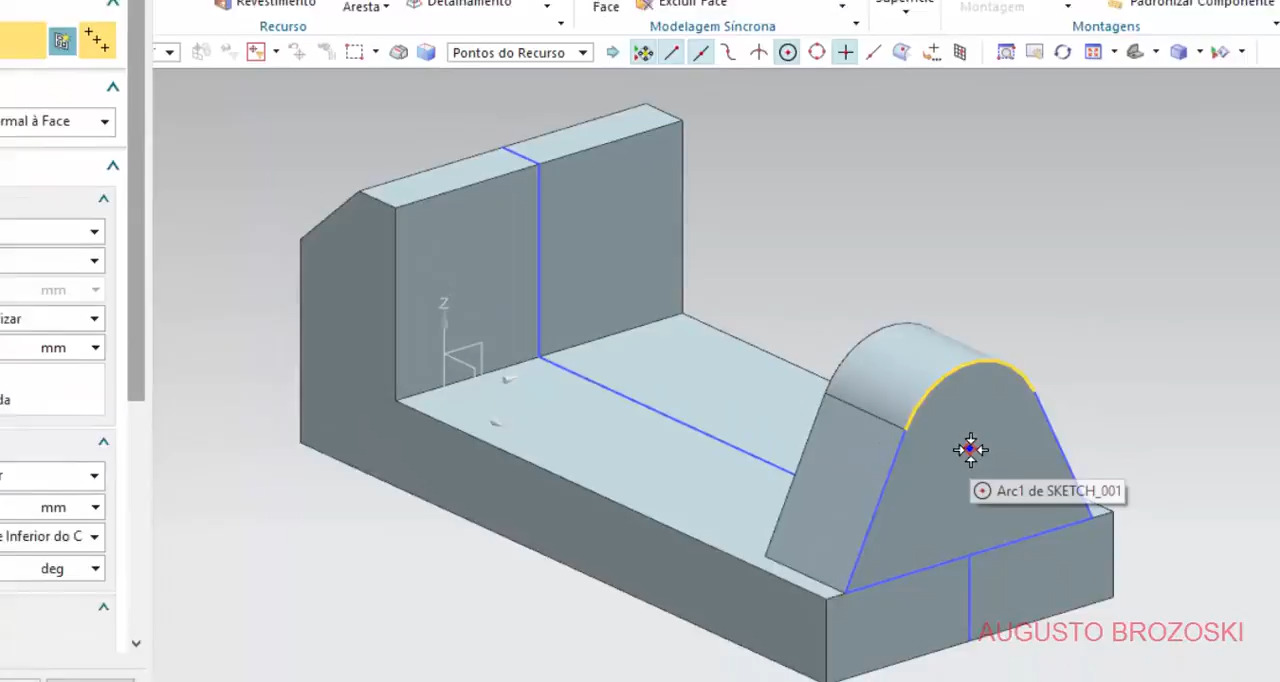 Revestimento
Aresta
Detalhamento
Face
Excluir Face
Superfície
Montagem
Padronizar Componente
Recurso
Modelagem Síncrona
Montagens
Pontos do Recurso
rmal à Face
mm
izar
mm
da
r
mm
e Inferior do C
deg
Z
Arc1 de SKETCH_001
AUGUSTO BROZOSKI